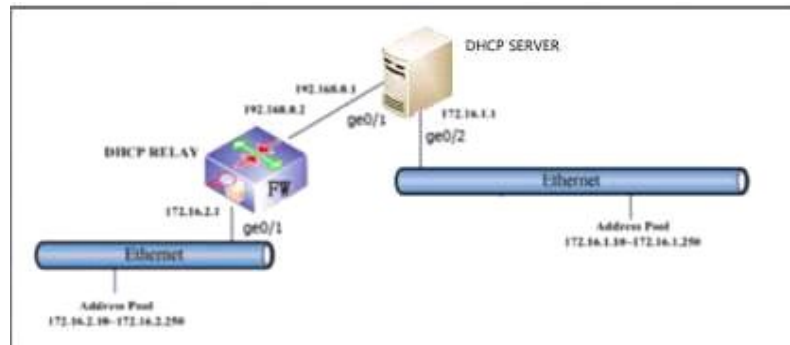 DHCP SERVER
192.168.0.1
192.168.0.2
ge0/1
172.16.1.1
ge0/2
DHCP RELAY
FW
172.16.2.1
ge0/1
Ethernet
Ethernet
Address Pool
172.16.1.10~172.16.1.250
Address Pool
172.16.2.10~172.16.2.250